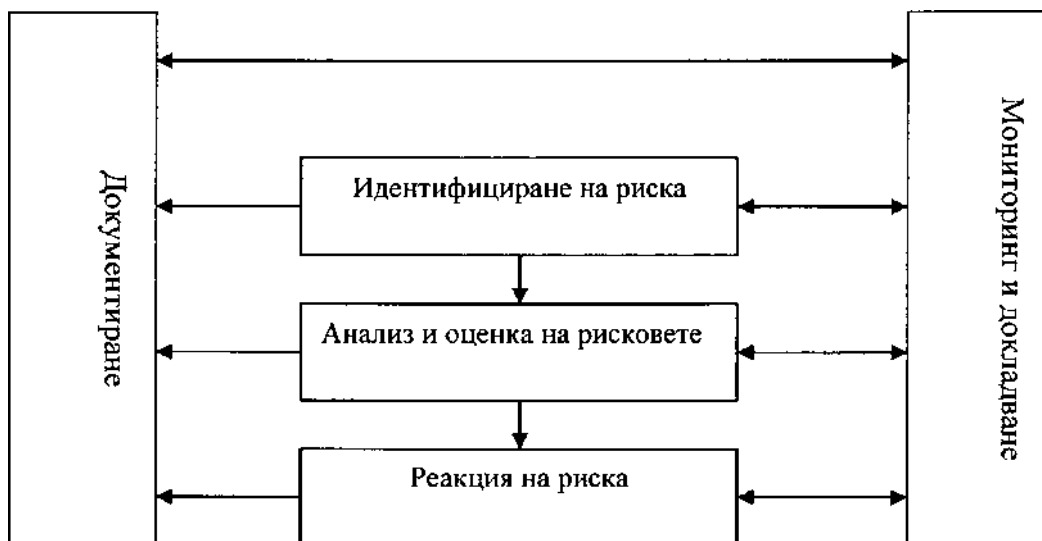 Документиране
Идентифициране на риска
Анализ и оценка на рисковете
Реакция на риска
Мониторинг и докладване